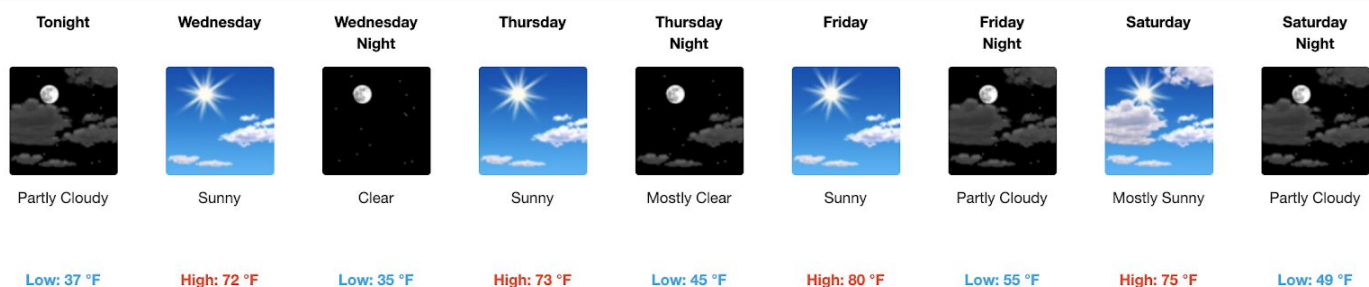 Tonight
Wednesday
Wednesday
Night
Thursday
Thursday
Night
Friday
Friday
Night
Saturday
Saturday
Night
Partly Cloudy
Sunny
Clear
Sunny
Mostly Clear
Sunny
Partly Cloudy
Mostly Sunny
Partly Cloudy
Low: 37 °F
High: 72 °F
Low: 35 °F
High: 73 °F
Low: 45 °F
High: 80 °F
Low: 55 °F
High: 75 °F
Low: 49 °F